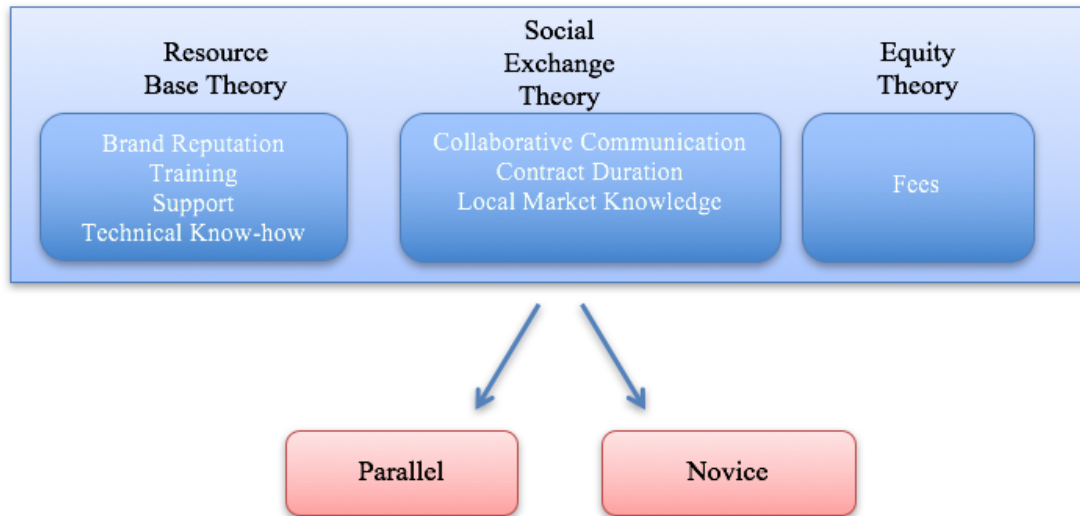 Resource
Base Theory
Brand Reputation
Training
Support
Technical Know-how
Social
Exchange
Theory
Collaborative Communication
Contract Duration
Local Market Knowledge
Equity
Theory
Fees
Parallel
Novice